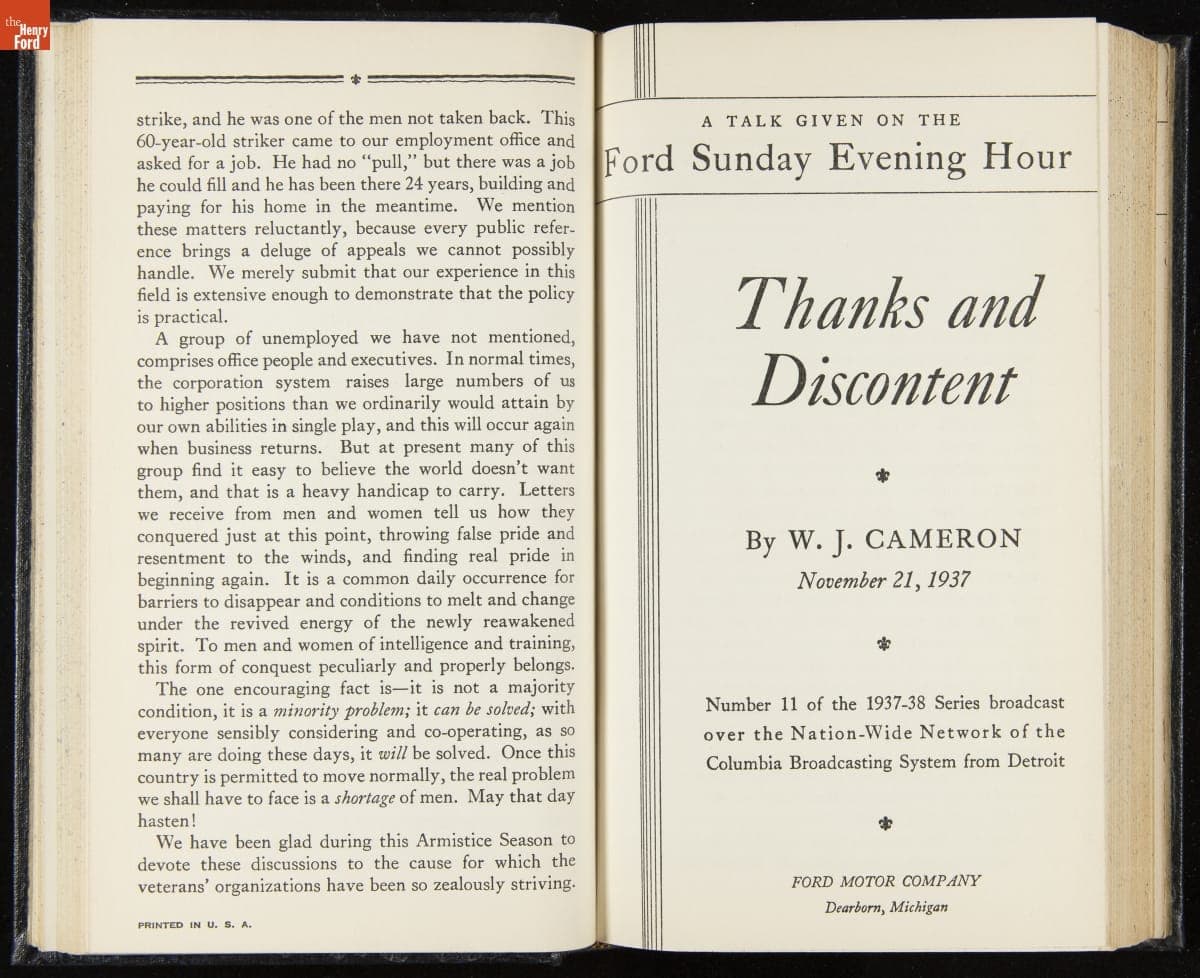 the
Henry
Ford
strike, and he was one of the men not taken back. This
60-year-old striker came to our employment office and
asked for a job. He had no “pull,” but there was a job
he could fill and he has been there 24 years, building and
paying for his home in the meantime. We mention
these matters reluctantly, because every public refer-
ence brings a deluge of appeals we cannot possibly
handle. We merely submit that our experience in this
field is extensive enough to demonstrate that the policy
is practical.
A group of unemployed we have not mentioned,
comprises office people and executives. In normal times,
the corporation system raises large numbers of us
to higher positions than we ordinarily would attain by
our own abilities in single play, and this will occur again
when business returns. But at present many of this
group find it easy to believe the world doesn’t want
them, and that is a heavy handicap to carry. Letters
we receive from men and women tell us how they
conquered just at this point, throwing false pride and
resentment to the winds, and finding real pride in
beginning again. It is a common daily occurrence for
barriers to disappear and conditions to melt and change
under the revived energy of the newly reawakened
spirit. To men and women of intelligence and training,
this form of conquest peculiarly and properly belongs.
The one encouraging fact is—it is not a majority
condition, it is a minority problem; it can be solved; with
everyone sensibly considering and co-operating, as so
many are doing these days, it will be solved. Once this
country is permitted to move normally, the real problem
we shall have to face is a shortage of men. May that day
hasten!
We have been glad during this Armistice Season to
devote these discussions to the cause for which the
veterans’ organizations have been so zealously striving.
PRINTED IN U. S. A.
A TALK GIVEN ON THE
Ford Sunday Evening Hour
Thanks and
Discontent
By W. J. CAMERON
November 21, 1937
Number 11 of the 1937-38 Series broadcast
over the Nation-Wide Network of the
Columbia Broadcasting System from Detroit
FORD MOTOR COMPANY
Dearborn, Michigan